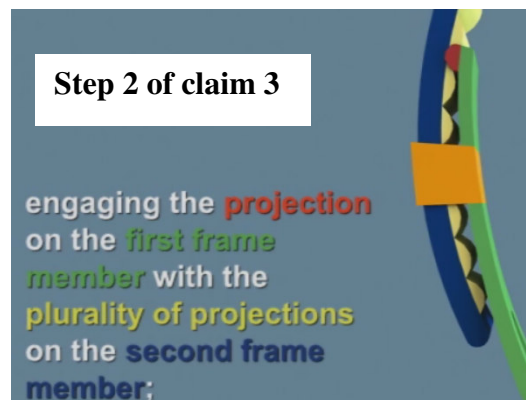 Step 2 of claim 3
engaging the projection
on the first frame
member with the
plurality of projections
on the second frame
member;